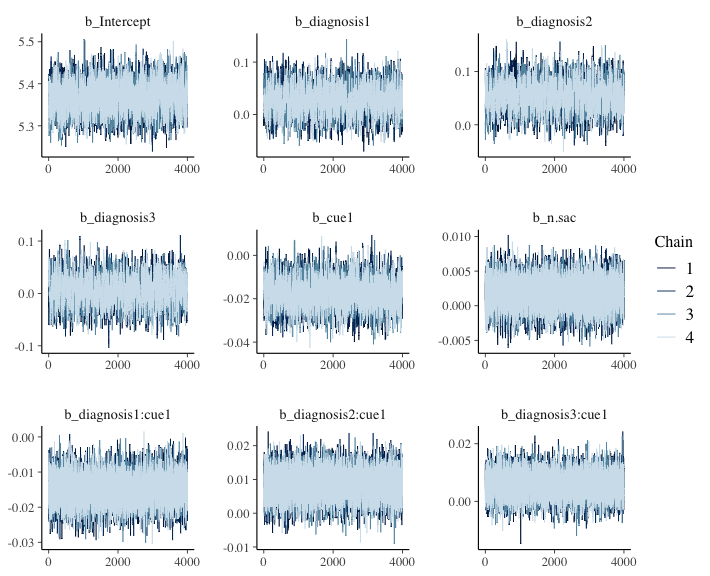 b_Intercept b_diagnosis1 b_diagnosis2
5.5
5.4
5.3
0 2000 4000
0.1
0.0
0 2000 4000
0.1
0.0
0 2000 4000
b_diagnosis3 b_cue1 b_n.sac
0.1
0.0
-0.1
0 2000 4000
0.00
-0.02
-0.04
0 2000 4000
0.010
0.005
0.000
-0.005
0 2000 4000
Chain
1
2
3
4
b_diagnosis1:cue1 b_diagnosis2:cue1 b_diagnosis3:cue1
0.00
-0.01
-0.02
-0.03
0 2000 4000
0.02
0.01
0.00
-0.01
0 2000 4000
0.02
0.00
0 2000 4000